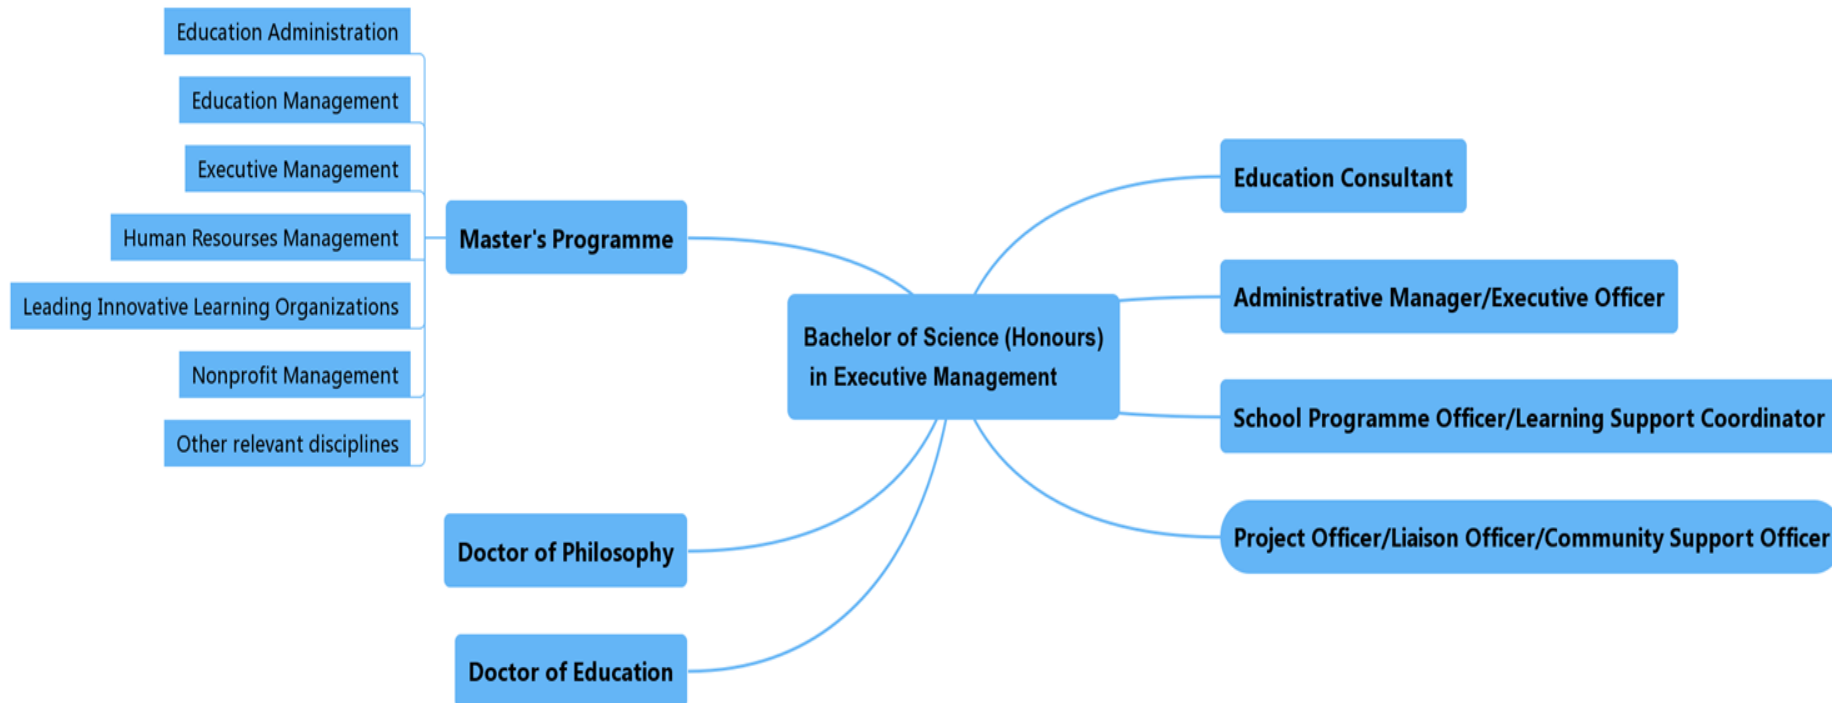 Education Administration
Education Management
Executive Management
Human Resourses Management
Leading Innovative Learning Organizations
Nonprofit Management
Other relevant disciplines
Master's Programme
Doctor of Philosophy
Doctor of Education
Bachelor of Science (Honours)
in Executive Management
Education Consultant
Administrative Manager/Executive Officer
School Programme Officer/Learning Support Coordinator
Project Officer/Liaison Officer/Community Support Officer